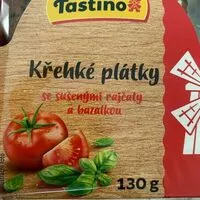 Tastino
Křehké plátky
se sušenými rajčaty
a bazalkou
130 g